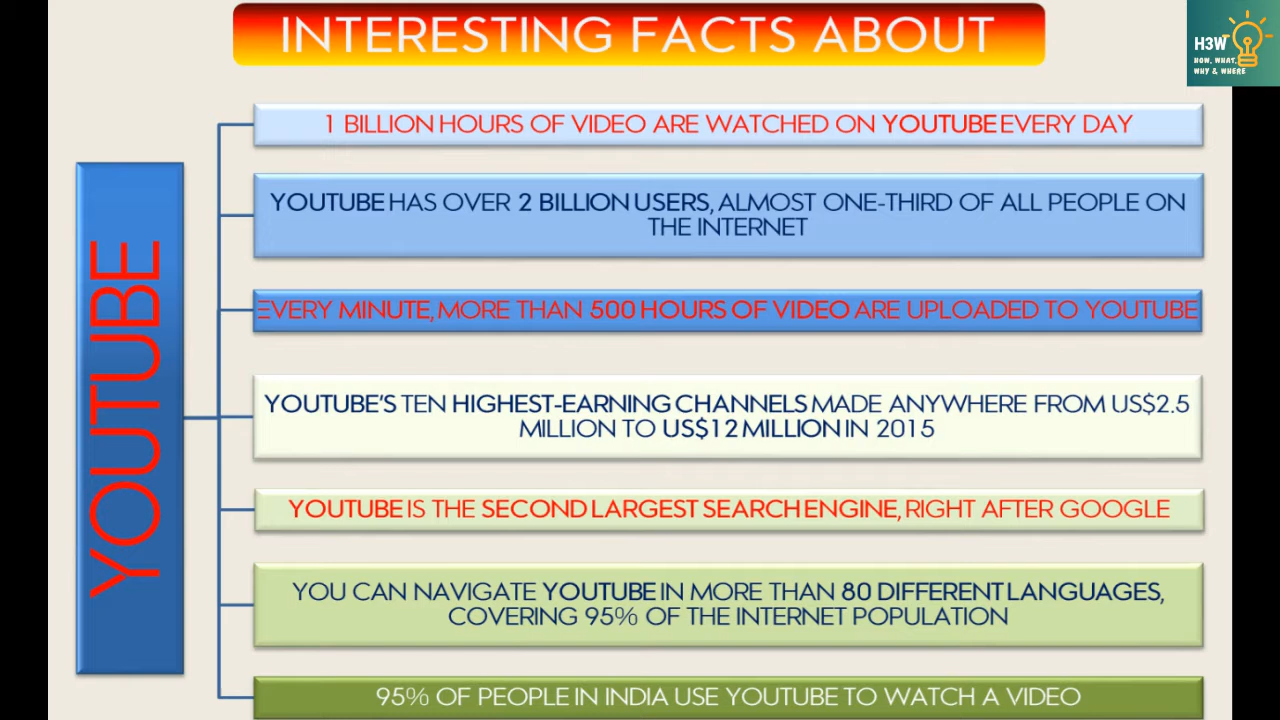 INTERESTING FACTS ABOUT
H3W
HOW, WHAT,
WHY & WHERE
YOUTUBE
1 BILLION HOURS OF VIDEO ARE WATCHED ON YOUTUBE EVERY DAY
YOUTUBE HAS OVER 2 BILLION USERS, ALMOST ONE-THIRD OF ALL PEOPLE ON
THE INTERNET
EVERY MINUTE, MORE THAN 500 HOURS OF VIDEO ARE UPLOADED TO YOUTUBE
YOUTUBE'S TEN HIGHEST-EARNING CHANNELS MADE ANYWHERE FROM US$2.5
MILLION TO US$12 MILLION IN 2015
YOUTUBE IS THE SECOND LARGEST SEARCH ENGINE, RIGHT AFTER GOOGLE
YOU CAN NAVIGATE YOUTUBE IN MORE THAN 80 DIFFERENT LANGUAGES,
COVERING 95% OF THE INTERNET POPULATION
95% OF PEOPLE IN INDIA USE YOUTUBE TO WATCH A VIDEO